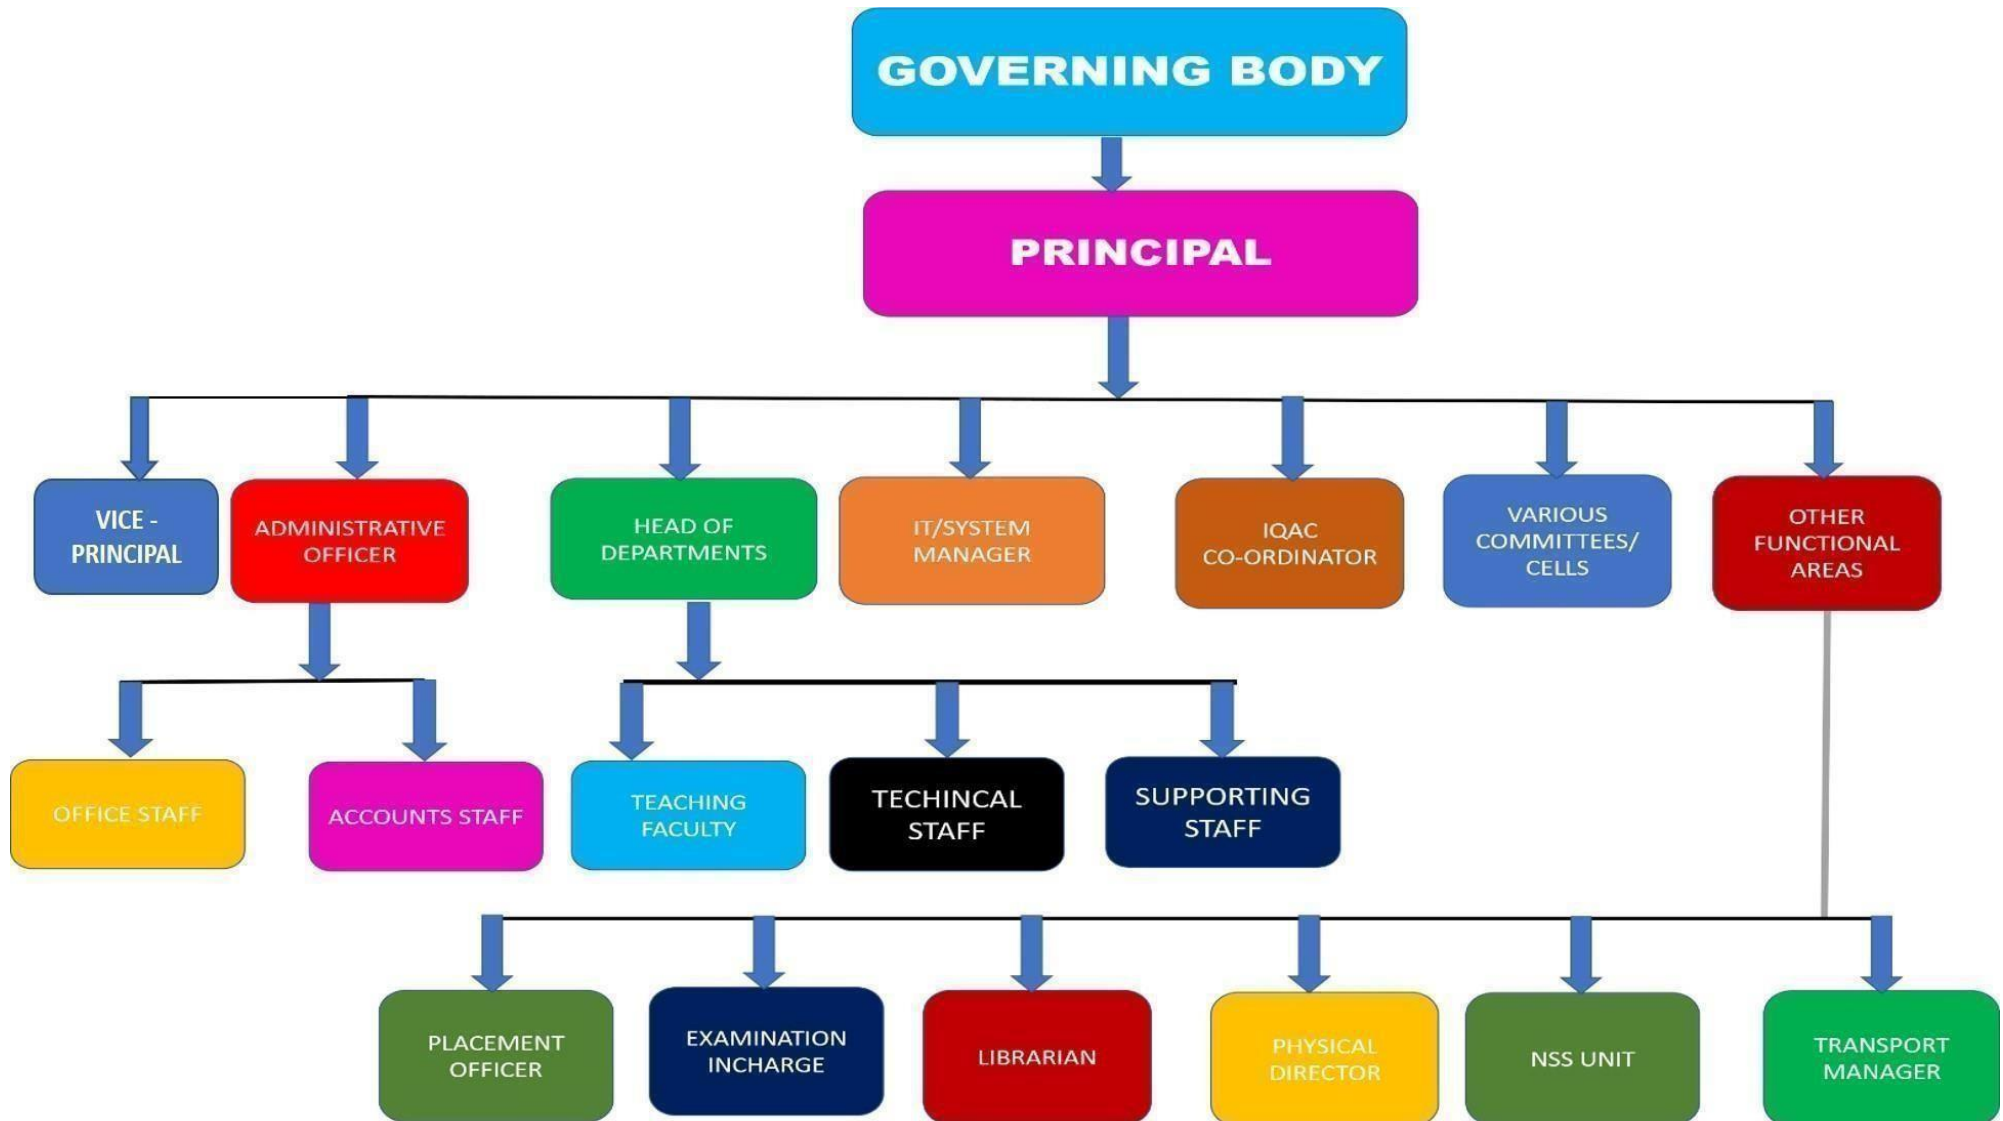 GOVERNING BODY
PRINCIPAL
VICE -
PRINCIPAL
ADMINISTRATIVE
OFFICER
HEAD OF
DEPARTMENTS
IT/SYSTEM
MANAGER
IQAC
CO-ORDINATOR
VARIOUS
COMMITTEES/
CELLS
OTHER
FUNCTIONAL
AREAS
OFFICE STAFF
ACCOUNTS STAFF
TEACHING
FACULTY
TECHINCAL
STAFF
SUPPORTING
STAFF
PLACEMENT
OFFICER
EXAMINATION
INCHARGE
LIBRARIAN
PHYSICAL
DIRECTOR
NSS UNIT
TRANSPORT
MANAGER